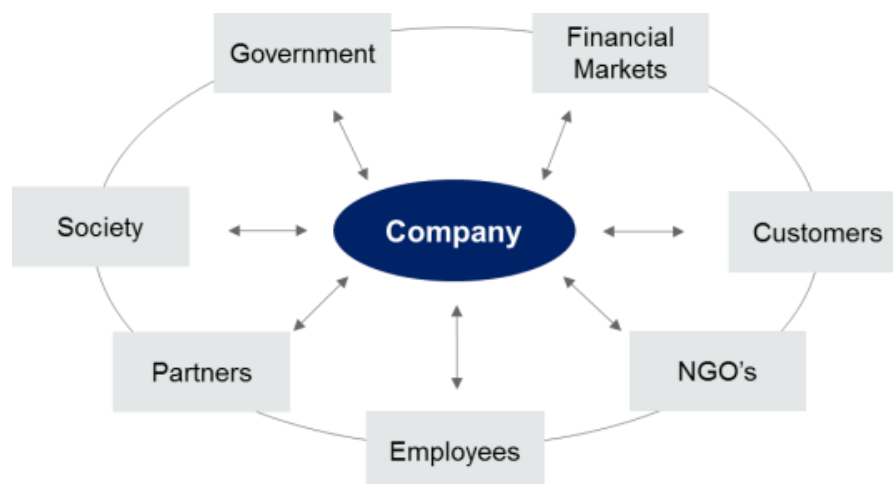 Government
Financial
Markets
Society
Company
Customers
Partners
NGO’s
Employees